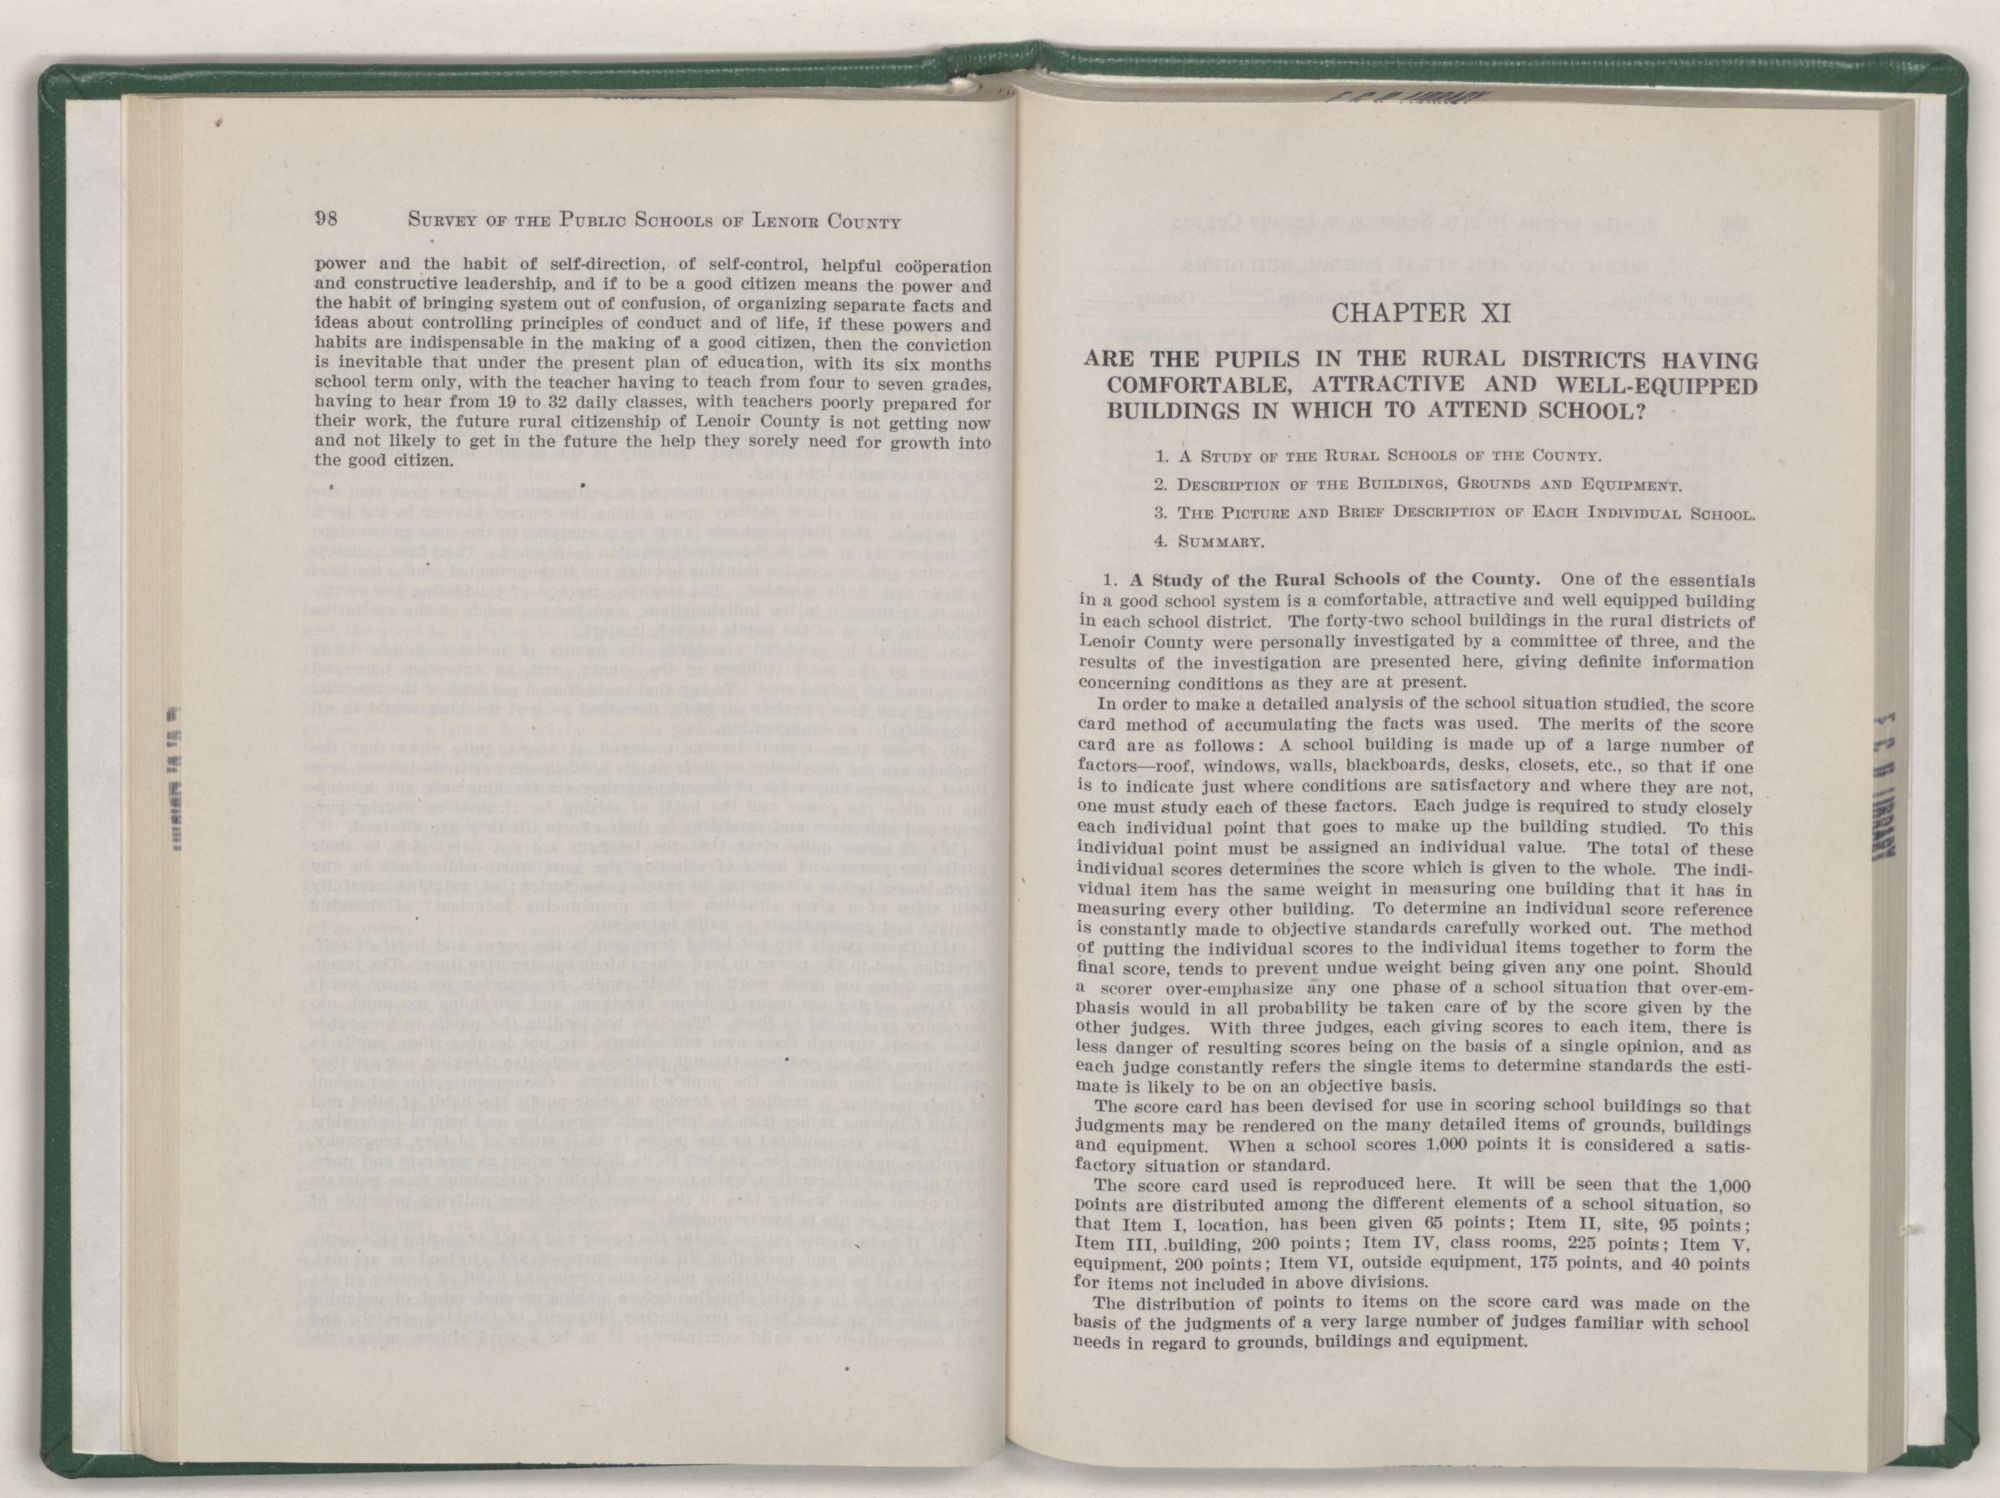 98 SURVEY OF THE PUBLIC SCHOOLS OF LENOIR COUNTY
power and the habit of self-direction, of self-control, helpful coöperation
and constructive leadership, and if to be a good citizen means the power and
the habit of bringing system out of confusion, of organizing separate facts and
ideas about controlling principles of conduct and of life, if these powers and
habits are indispensable in the making of a good citizen, then the conviction
is inevitable that under the present plan of education, with its six months
school term only, with the teacher having to teach from four to seven grades,
having to hear from 19 to 32 daily classes, with teachers poorly prepared for
their work, the future rural citizenship of Lenoir County is not getting now
and not likely to get in the future the help they sorely need for growth into
the good citizen.
CHAPTER XI
ARE THE PUPILS IN THE RURAL DISTRICTS HAVING
COMFORTABLE, ATTRACTIVE AND WELL-EQUIPPED
BUILDINGS IN WHICH TO ATTEND SCHOOL?
1. A STUDY OF THE RURAL SCHOOLS OF THE COUNTY.
2. DESCRIPTION OF THE BUILDINGS, GROUNDS AND EQUIPMENT.
3. THE PICTURE AND BRIEF DESCRIPTION OF EACH INDIVIDUAL SCHOOL.
4. SUMMARY.
1. A Study of the Rural Schools of the County. One of the essentials
in a good school system is a comfortable, attractive and well equipped building
in each school district. The forty-two school buildings in the rural districts of
Lenoir County were personally investigated by a committee of three, and the
results of the investigation are presented here, giving definite information
concerning conditions as they are at present.
In order to make a detailed analysis of the school situation studied, the score
card method of accumulating the facts was used. The merits of the score
card are as follows: A school building is made up of a large number of
factors—roof, windows, walls, blackboards, desks, closets, etc., so that if one
is to indicate just where conditions are satisfactory and where they are not,
one must study each of these factors. Each judge is required to study closely
each individual point that goes to make up the building studied. To this
individual point must be assigned an individual value. The total of these
individual scores determines the score which is given to the whole. The indi-
vidual item has the same weight in measuring one building that it has in
measuring every other building. To determine an individual score reference
is constantly made to objective standards carefully worked out. The method
of putting the individual scores to the individual items together to form the
final score, tends to prevent undue weight being given any one point. Should
a scorer over-emphasize any one phase of a school situation that over-em-
phasis would in all probability be taken care of by the score given by the
other judges. With three judges, each giving scores to each item, there is
less danger of resulting scores being on the basis of a single opinion, and as
each judge constantly refers the single items to determine standards the esti-
mate is likely to be on an objective basis.
The score card has been devised for use in scoring school buildings so that
judgments may be rendered on the many detailed items of grounds, buildings
and equipment. When a school scores 1,000 points it is considered a satis-
factory situation or standard.
The score card used is reproduced here. It will be seen that the 1,000
points are distributed among the different elements of a school situation, so
that Item I, location, has been given 65 points; Item II, site, 95 points;
Item III, building, 200 points; Item IV, class rooms, 225 points; Item V,
equipment, 200 points; Item VI, outside equipment, 175 points, and 40 points
for items not included in above divisions.
The distribution of points to items on the score card was made on the
basis of the judgments of a very large number of judges familiar with school
needs in regard to grounds, buildings and equipment.
LIBRARY